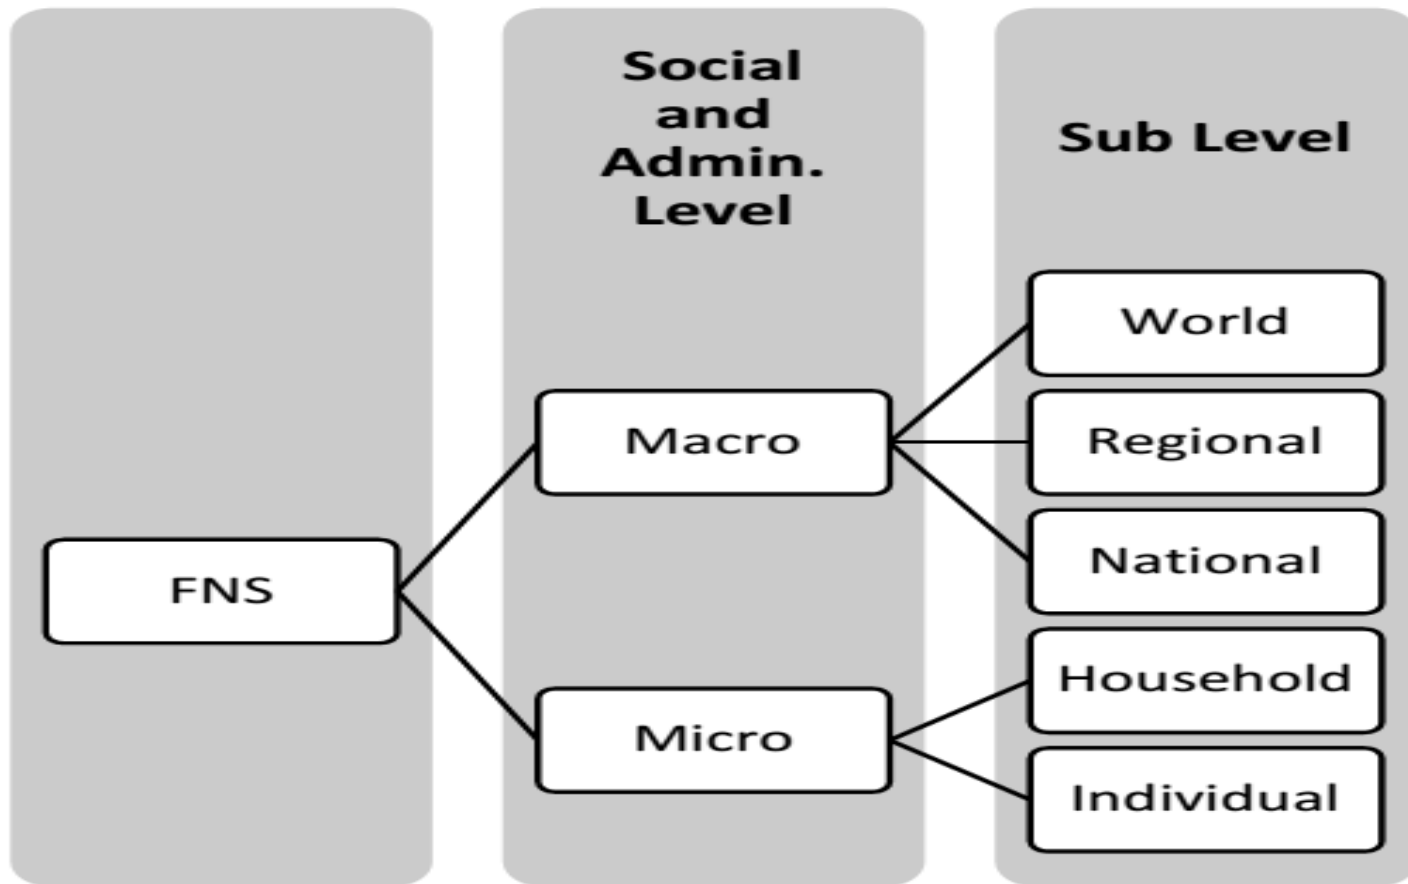 Social
and
Admin.
Level
Sub Level
World
Macro
Regional
National
FNS
Household
Micro
Individual